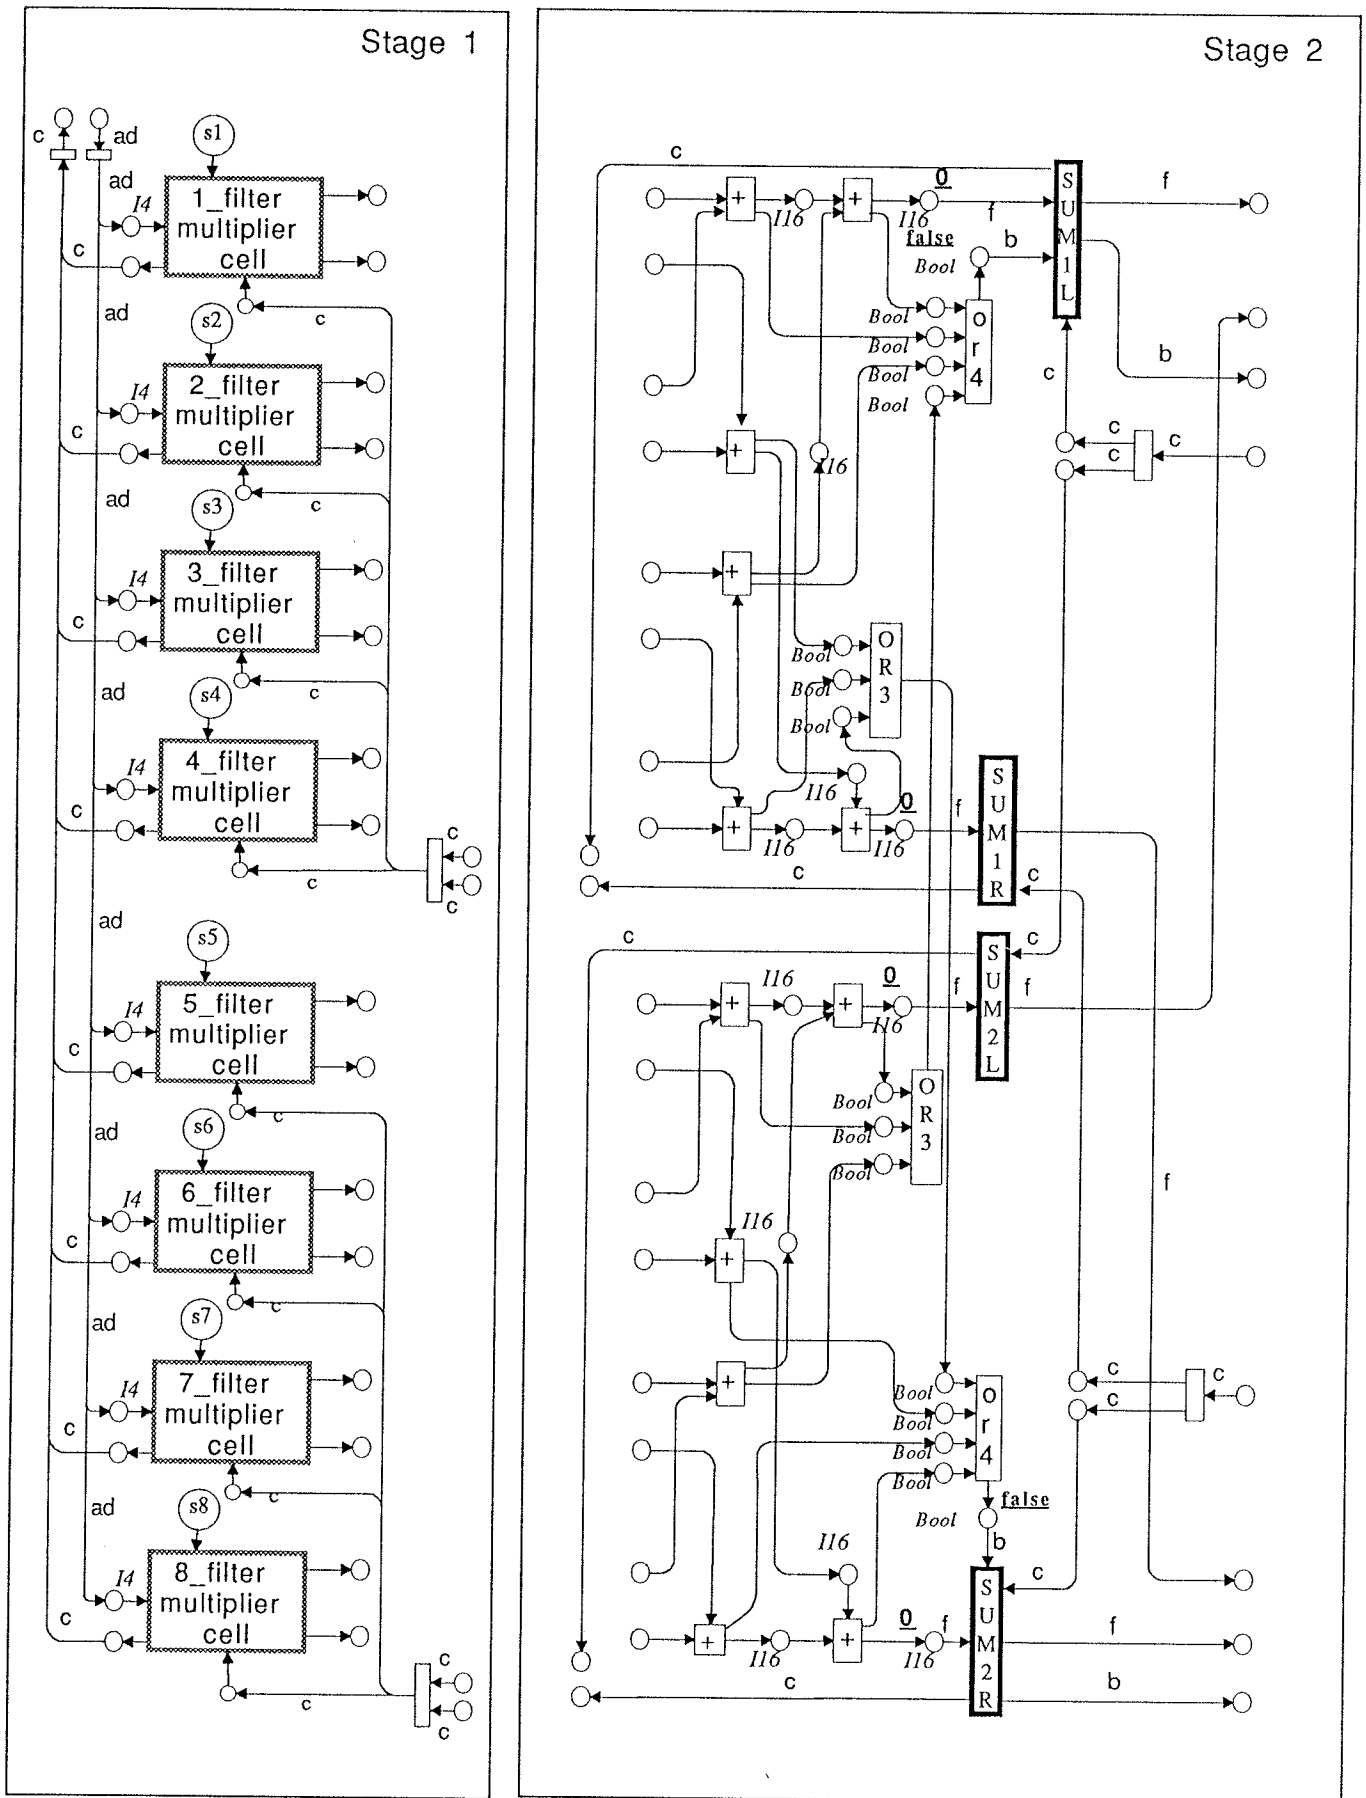 Stage 1
c
ad
s1
ad
I4
1_filter
multiplier
cell
c
c
ad
s2
I4
2_filter
multiplier
cell
c
c
ad
s3
I4
3_filter
multiplier
cell
c
c
ad
s4
I4
4_filter
multiplier
cell
c
c
c
c
ad
s5
I4
5_filter
multiplier
cell
c
c
ad
s6
I4
6_filter
multiplier
cell
c
c
ad
s7
I4
7_filter
multiplier
cell
c
c
ad
s8
I4
8_filter
multiplier
cell
c
c
c
c
Stage 2
c
+
I16
+
I16
0
f
SUM1L
f
false
Bool
b
Bool
Bool
Bool
Bool
or4
b
c
c
c
c
+
I16
+
Bool
Bool
Bool
OR3
I16
+
I16
+
I16
0
f
SUM1R
c
c
c
c
SUM2L
f
+
I16
+
0
I16
f
Bool
Bool
Bool
OR3
f
I16
+
+
Bool
Bool
Bool
Bool
or4
c
c
c
false
Bool
b
I16
c
+
I16
+
0
I16
f
SUM2R
f
c
b